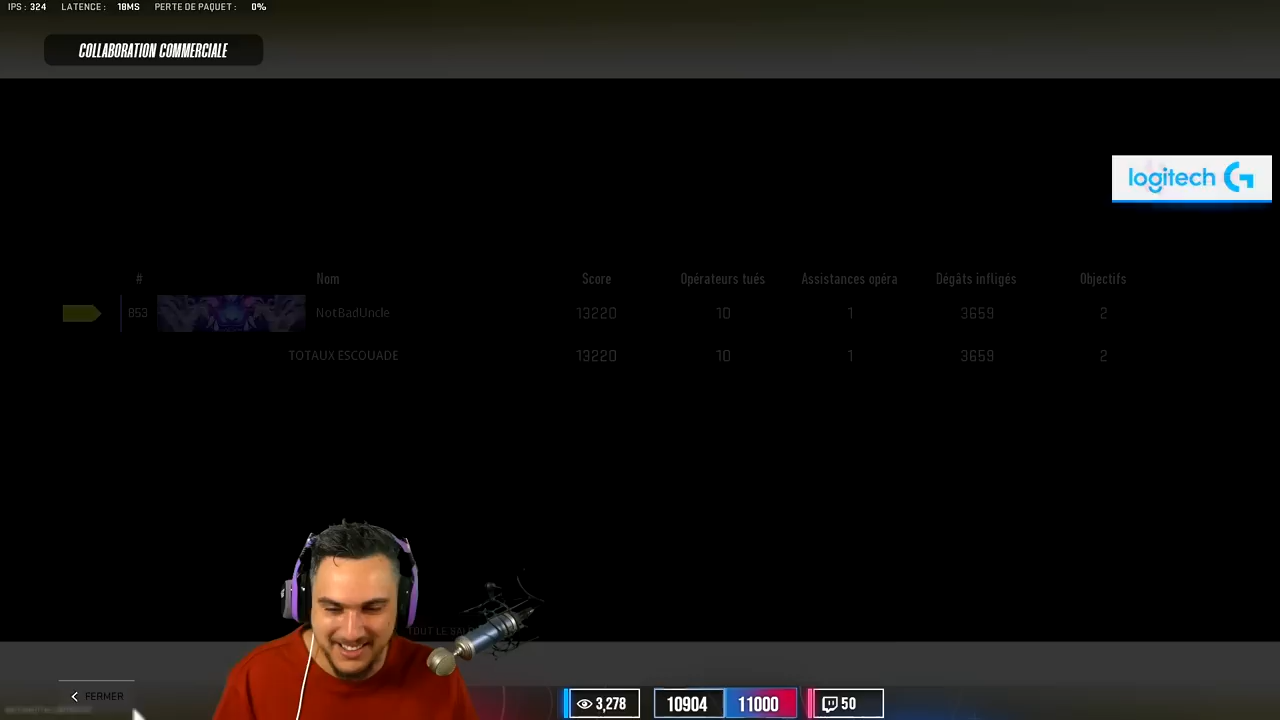 IPS : 324 LATENCE : 18MS PERTE DE PAQUET : 0%
COLLABORATION COMMERCIALE
logitech G
# Nom Score Opérateurs tués Assistances opéra Dégâts infligés Objectifs
853 NotBadUncle 13220 10 1 3659 2
TOTAUX ESCOUADE 13220 10 1 3659 2
TOUT LE
FERMER
3,278 10904 11000 50